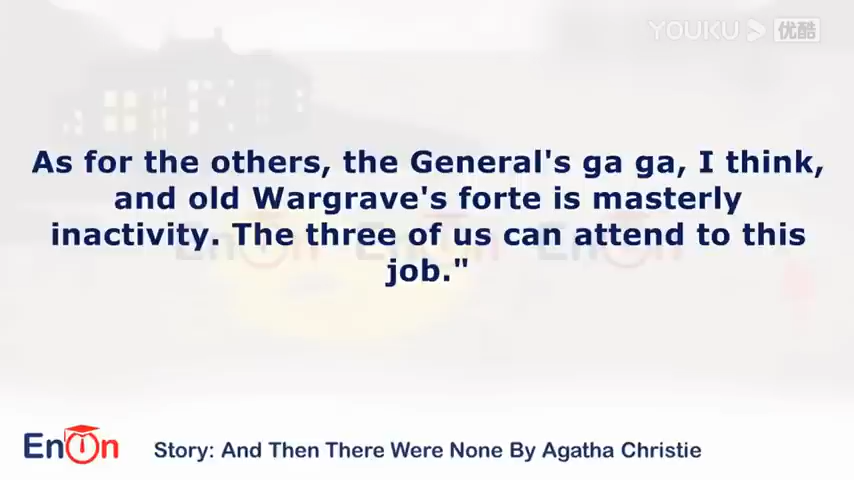 YOUKU 优酷
As for the others, the General's ga ga, I think,
and old Wargrave's forte is masterly
inactivity. The three of us can attend to this
job."
EnOn
Story: And Then There Were None By Agatha Christie